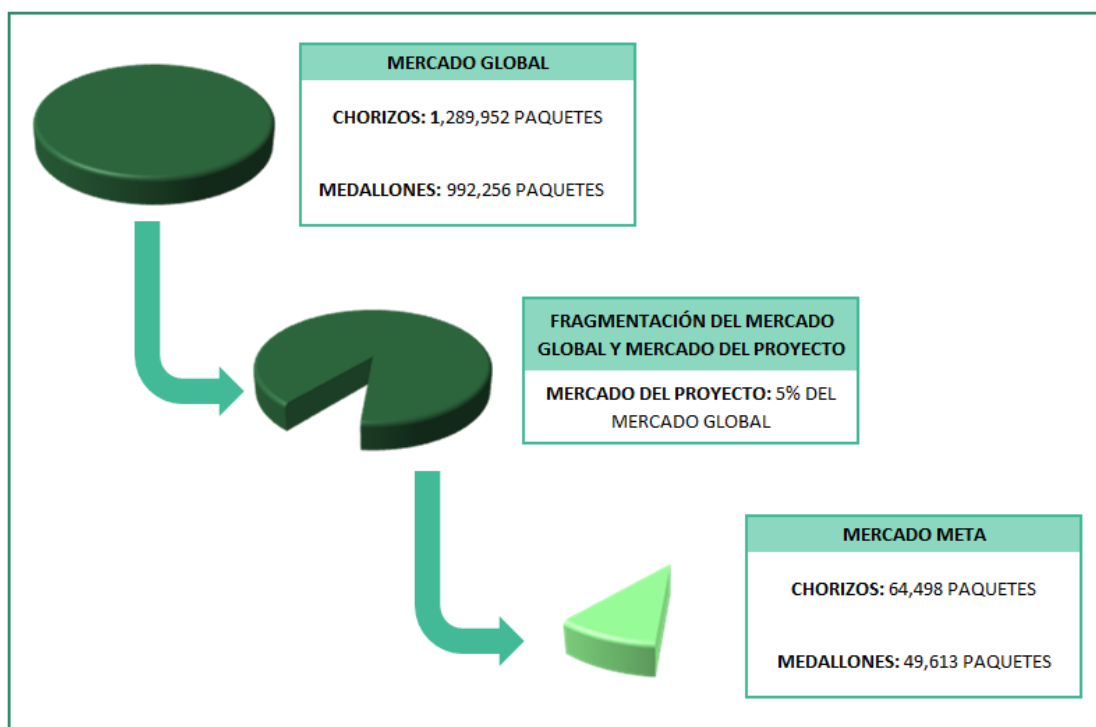 MERCADO GLOBAL
CHORIZOS: 1,289,952 PAQUETES
MEDALLONES: 992,256 PAQUETES
FRAGMENTACIÓN DEL MERCADO
GLOBAL Y MERCADO DEL PROYECTO
MERCADO DEL PROYECTO: 5% DEL
MERCADO GLOBAL
MERCADO META
CHORIZOS: 64,498 PAQUETES
MEDALLONES: 49,613 PAQUETES